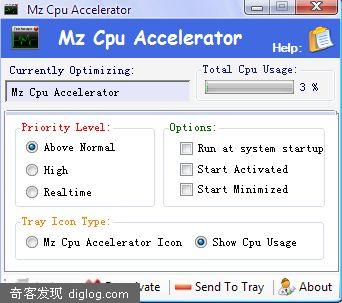 Mz Cpu Accelerator
Mz Cpu Accelerator
Help:
Currently Optimizing:
Mz Cpu Accelerator
Total Cpu Usage:
3 %
Priority Level:
Above Normal
High
Realtime
Options:
Run at system startup
Start Activated
Start Minimized
Tray Icon Type:
Mz Cpu Accelerator Icon
Show Cpu Usage
Send To Tray
About
奇客发现 diglog.com